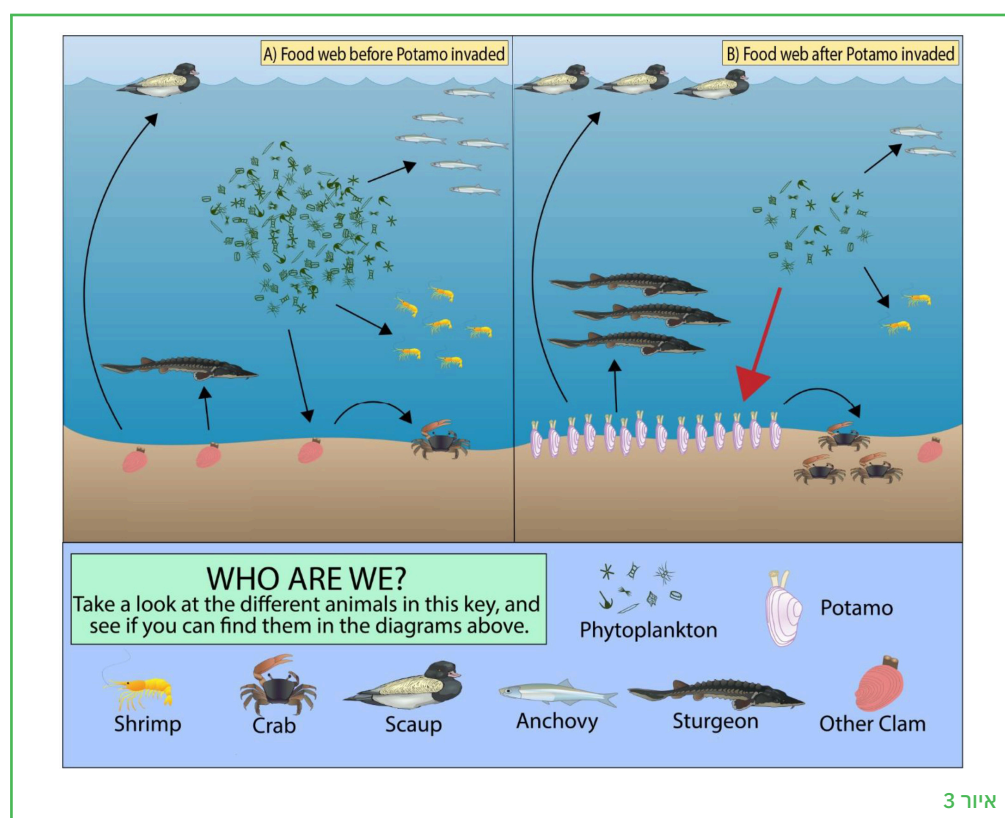 A) Food web before Potamo invaded
B) Food web after Potamo invaded
WHO ARE WE?
Take a look at the different animals in this key, and
see if you can find them in the diagrams above.
Phytoplankton
Potamo
Shrimp
Crab
Scaup
Anchovy
Sturgeon
Other Clam
איור 3